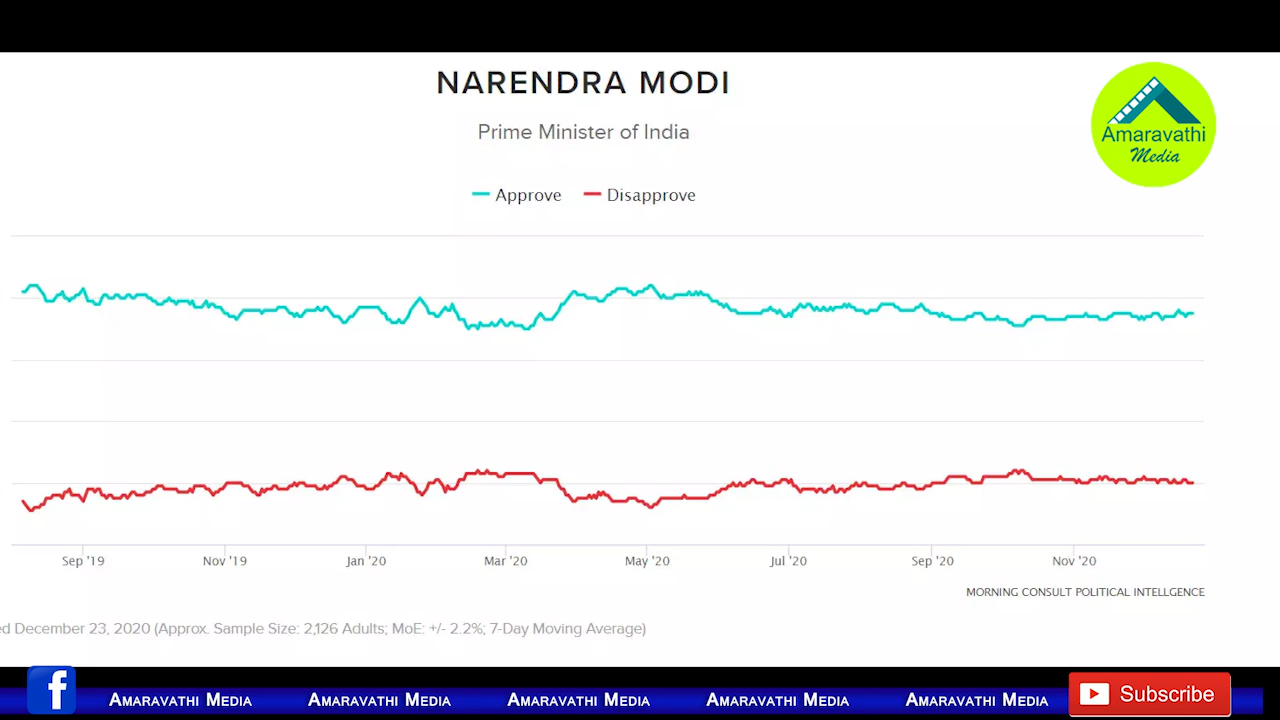 NARENDRA MODI
Prime Minister of India
Amaravathi
Media
Approve Disapprove
Sep '19 Nov '19 Jan '20 Mar '20 May '20 Jul '20 Sep '20 Nov '20
MORNING CONSULT POLITICAL INTELLGENCE
ed December 23, 2020 (Approx. Sample Size: 2,126 Adults; MoE: +/- 2.2%; 7-Day Moving Average)
f AMARAVATHI MEDIA AMARAVATHI MEDIA AMARAVATHI MEDIA AMARAVATHI MEDIA AMARAVATHI MEDIA Subscribe